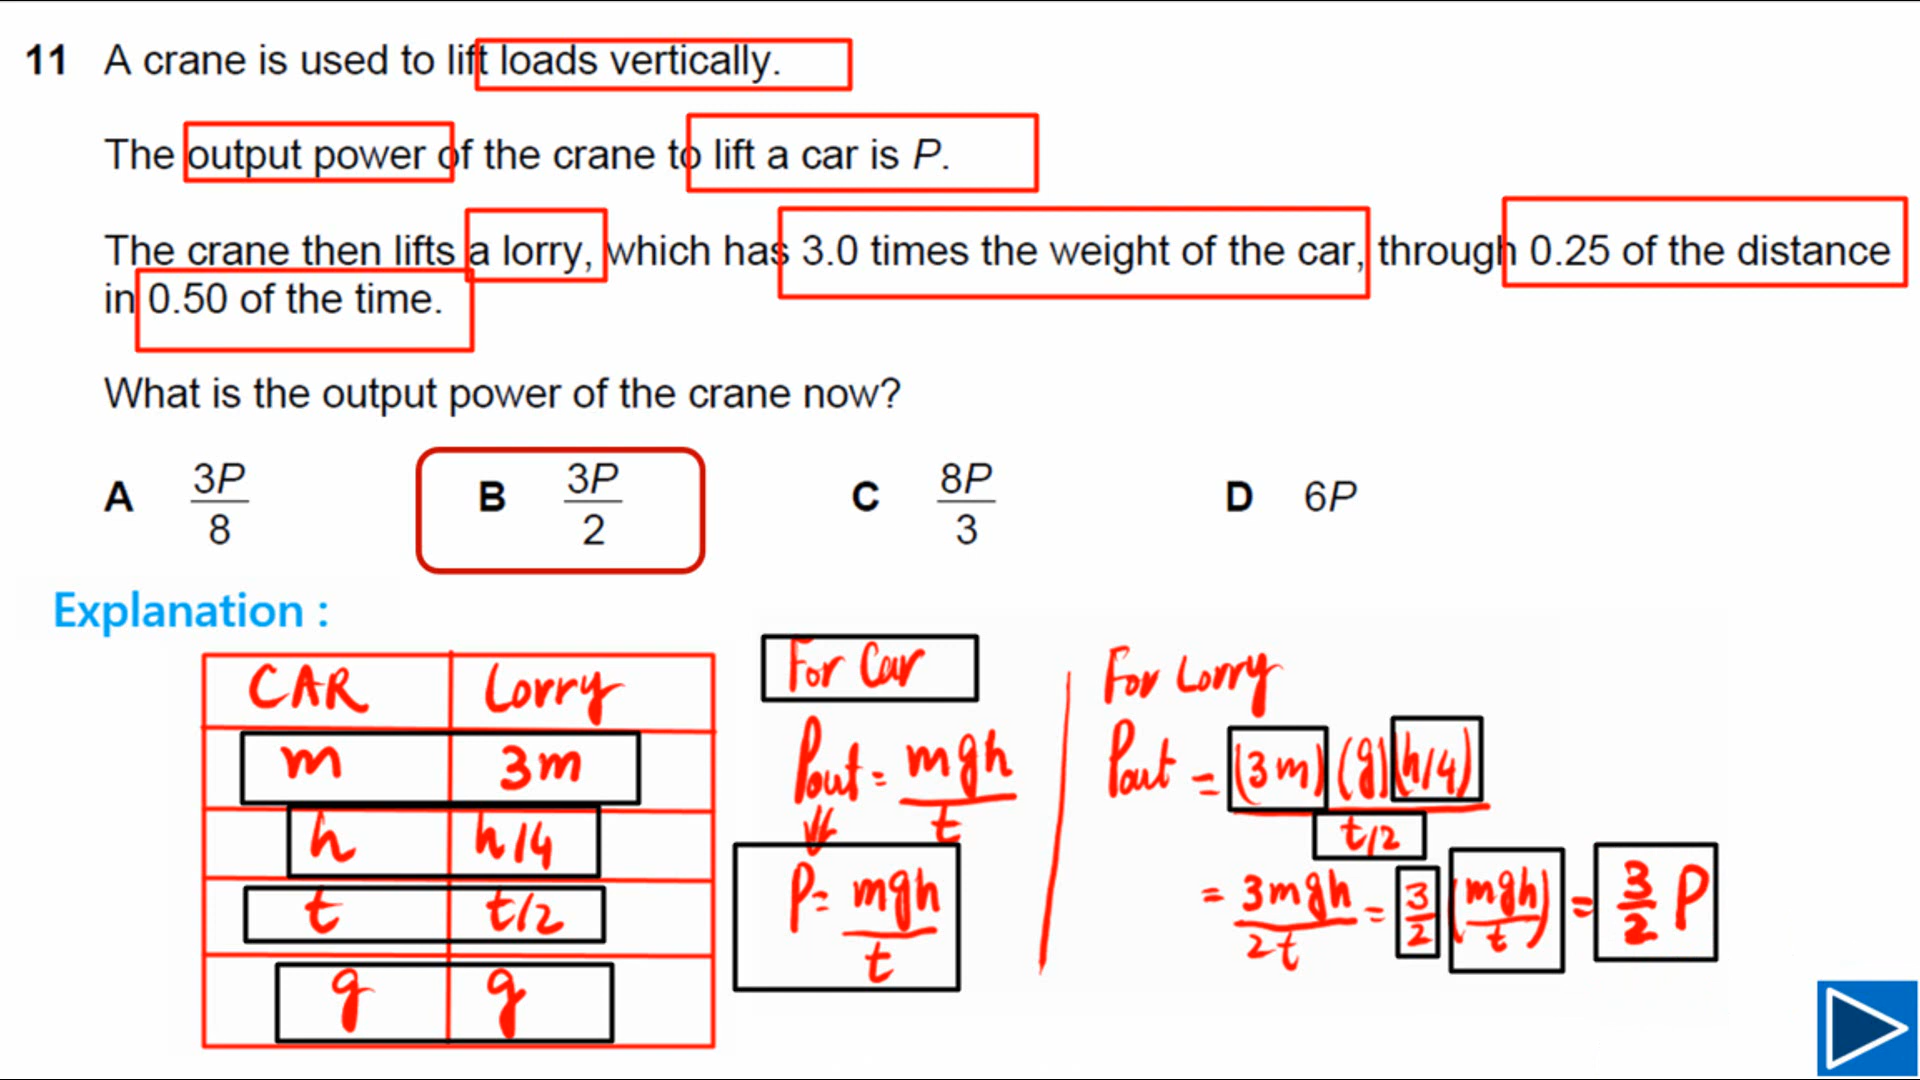 11 A crane is used to lift loads vertically.
The output power of the crane to lift a car is P.
The crane then lifts a lorry, which has 3.0 times the weight of the car, through 0.25 of the distance
in 0.50 of the time.
What is the output power of the crane now?
A 3P/8 B 3P/2 C 8P/3 D 6P
Explanation :
CAR Lorry
m 3m
h h/4
t t/2
g g
For Car
Pout = mgh/t
P = mgh/t
For Lorry
Pout = (3m)(g)(h/4)/t/2
= 3mgh/2t = 3/2 (mgh/t) = 3/2 P